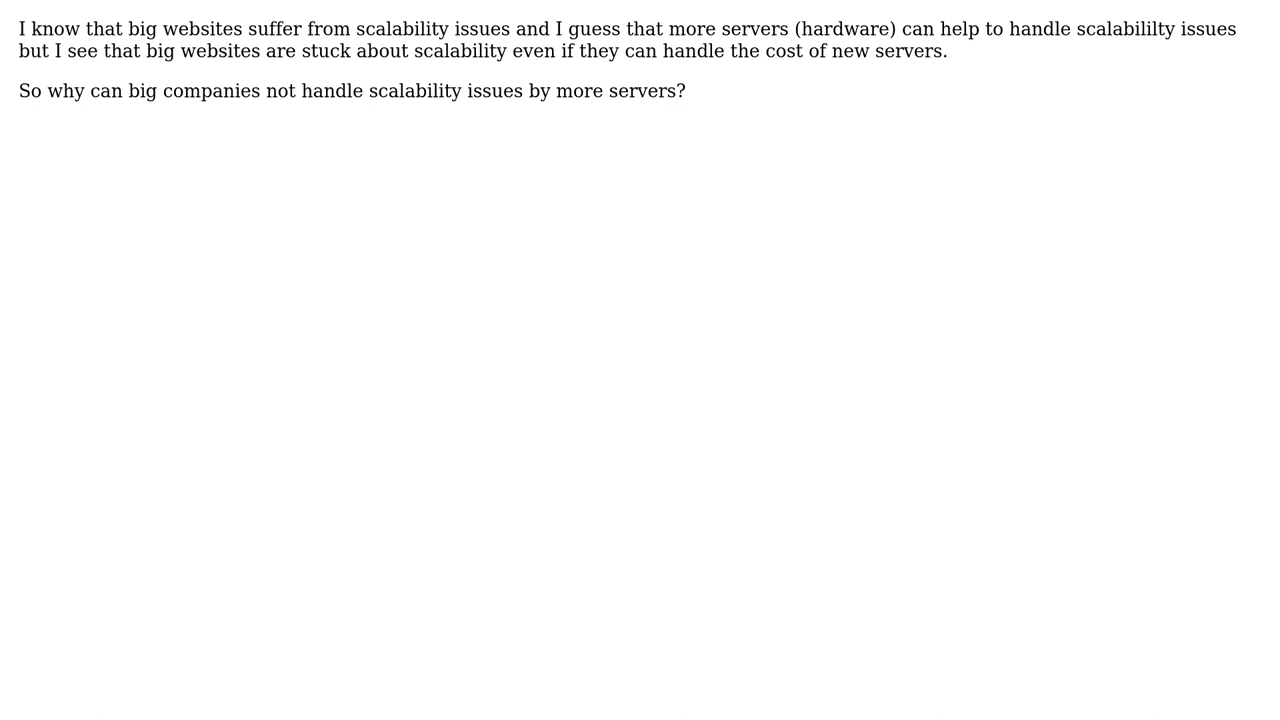 I know that big websites suffer from scalability issues and I guess that more servers (hardware) can help to handle scalabililty issues
but I see that big websites are stuck about scalability even if they can handle the cost of new servers.
So why can big companies not handle scalability issues by more servers?